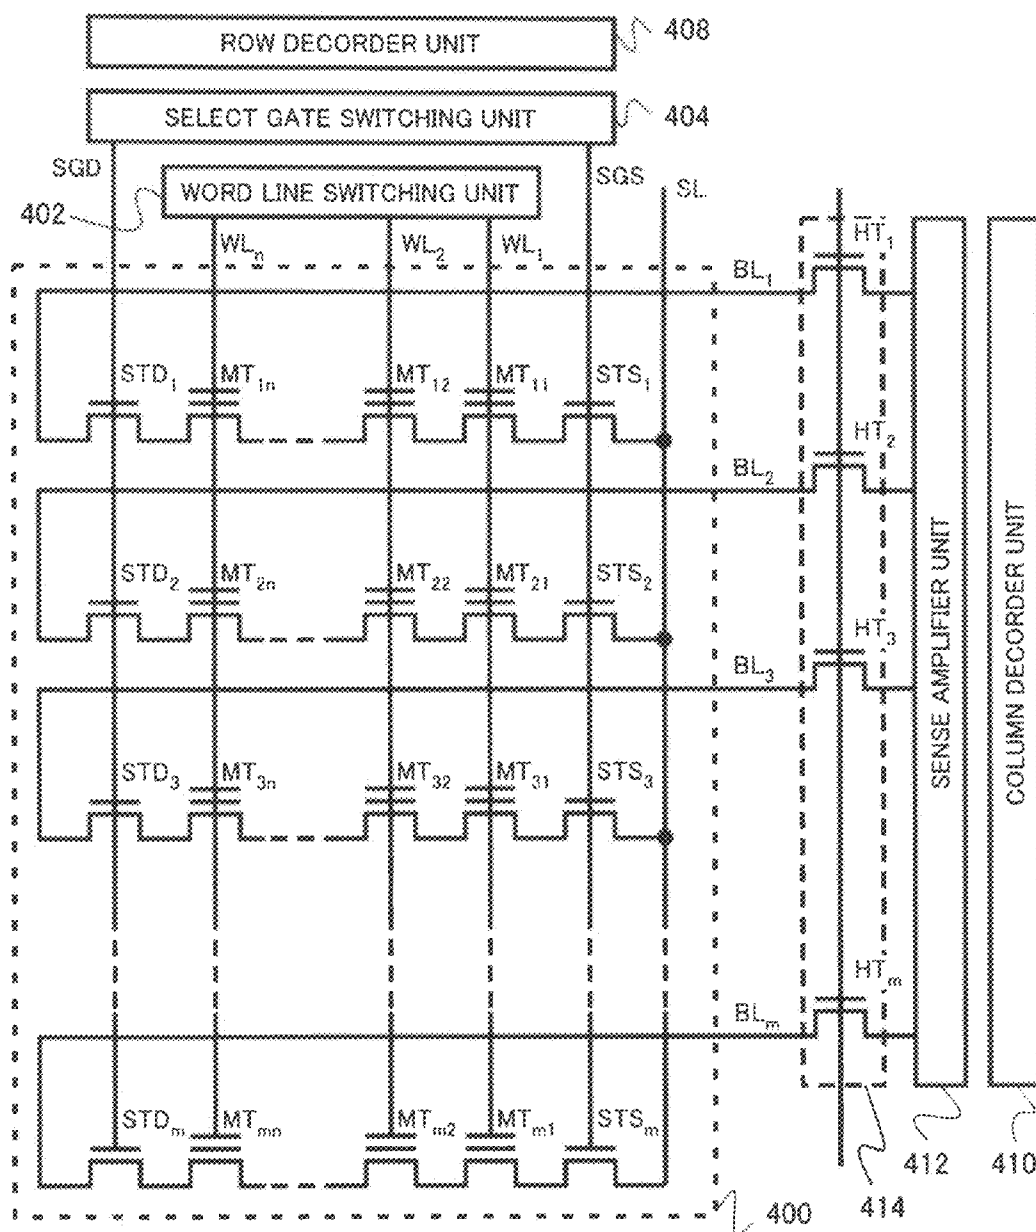 ROW DECORDER UNIT
408
SELECT GATE SWITCHING UNIT
404
SGD
WORD LINE SWITCHING UNIT
SGS
SL
402
WLₙ
WL₂
WL₁
HT₁
BL₁
STD₁
MT₁ₙ
MT₁₂
MT₁₁
STS₁
HT₂
BL₂
STD₂
MT₂ₙ
MT₂₂
MT₂₁
STS₂
HT₃
BL₃
STD₃
MT₃ₙ
MT₃₂
MT₃₁
STS₃
HTₘ
BLₘ
STDₘ
MTₘₙ
MTₘ₂
MTₘ₁
STSₘ
SENSE AMPLIFIER UNIT
COLUMN DECORDER UNIT
412
410
414
400